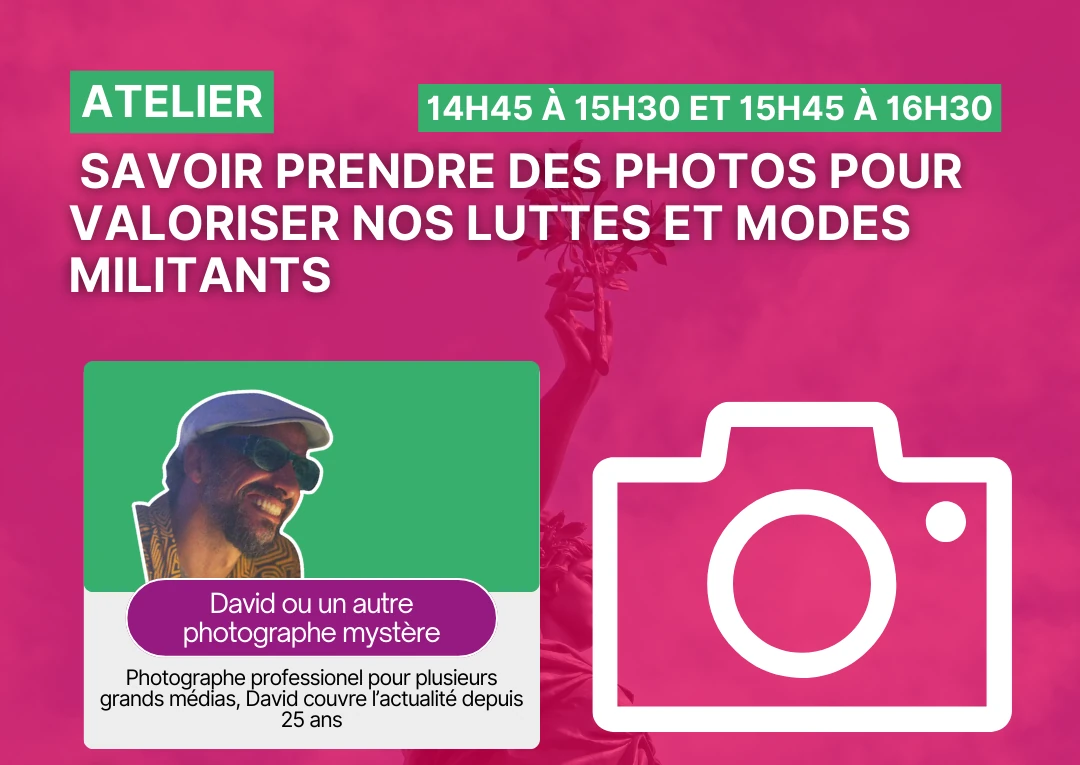 ATELIER
14H45 À 15H30 ET 15H45 À 16H30
SAVOIR PRENDRE DES PHOTOS POUR
VALORISER NOS LUTTES ET MODES
MILITANTS
David ou un autre
photographe mystère
Photographe professionel pour plusieurs
grands médias, David couvre l’actualité depuis
25 ans